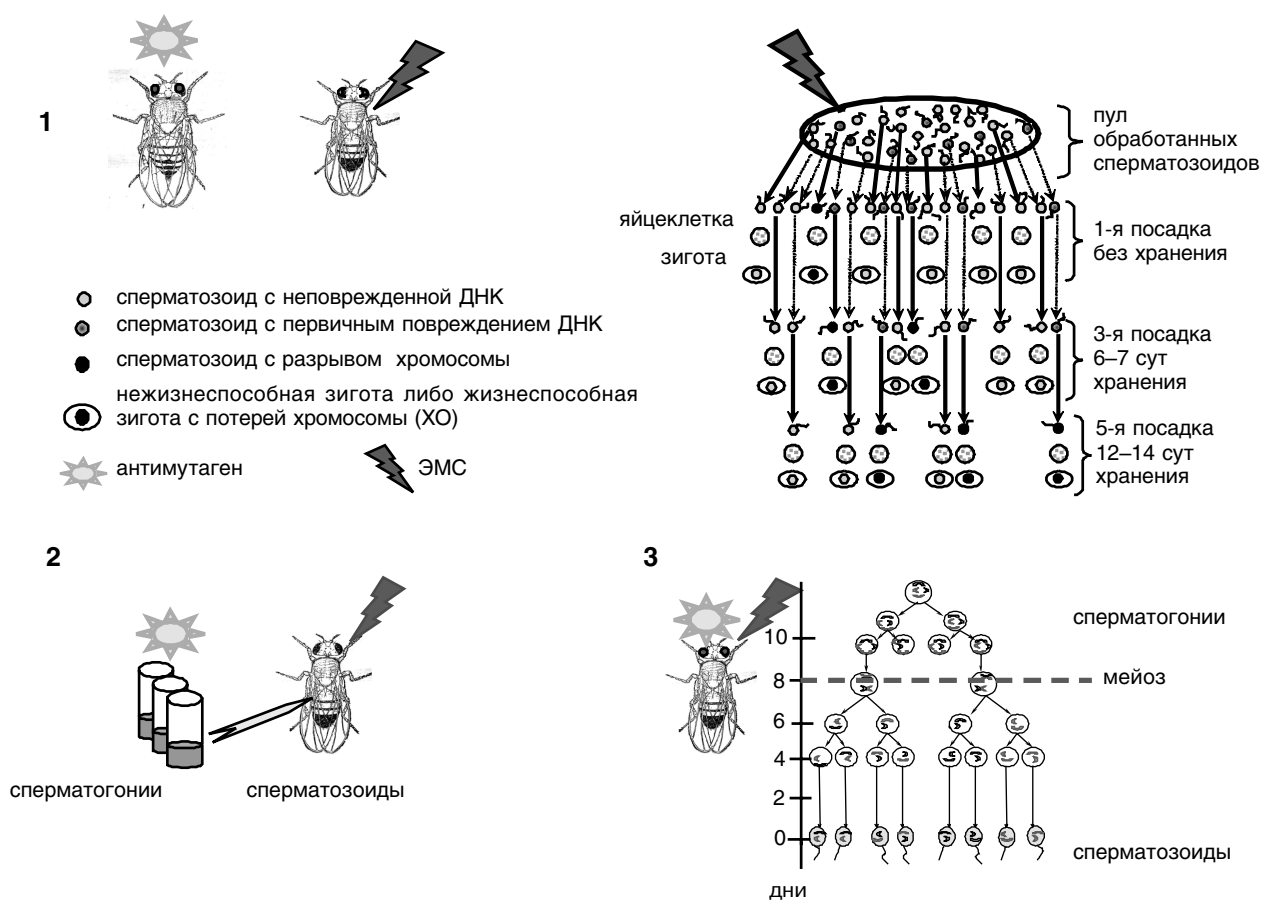 1
пул
обработанных
сперматозоидов
яйцеклетка
зигота
1-я посадка
без хранения
сперматозоид с неповрежденной ДНК
сперматозоид с первичным повреждением ДНК
сперматозоид с разрывом хромосомы
нежизнеспособная зигота либо жизнеспособная
зигота с потерей хромосомы (ХО)
антимутаген
ЭМС
3-я посадка
6–7 сут
хранения
5-я посадка
12–14 сут
хранения
2
сперматогонии
сперматозоиды
3
10
8
6
4
2
0
дни
сперматогонии
мейоз
сперматозоиды